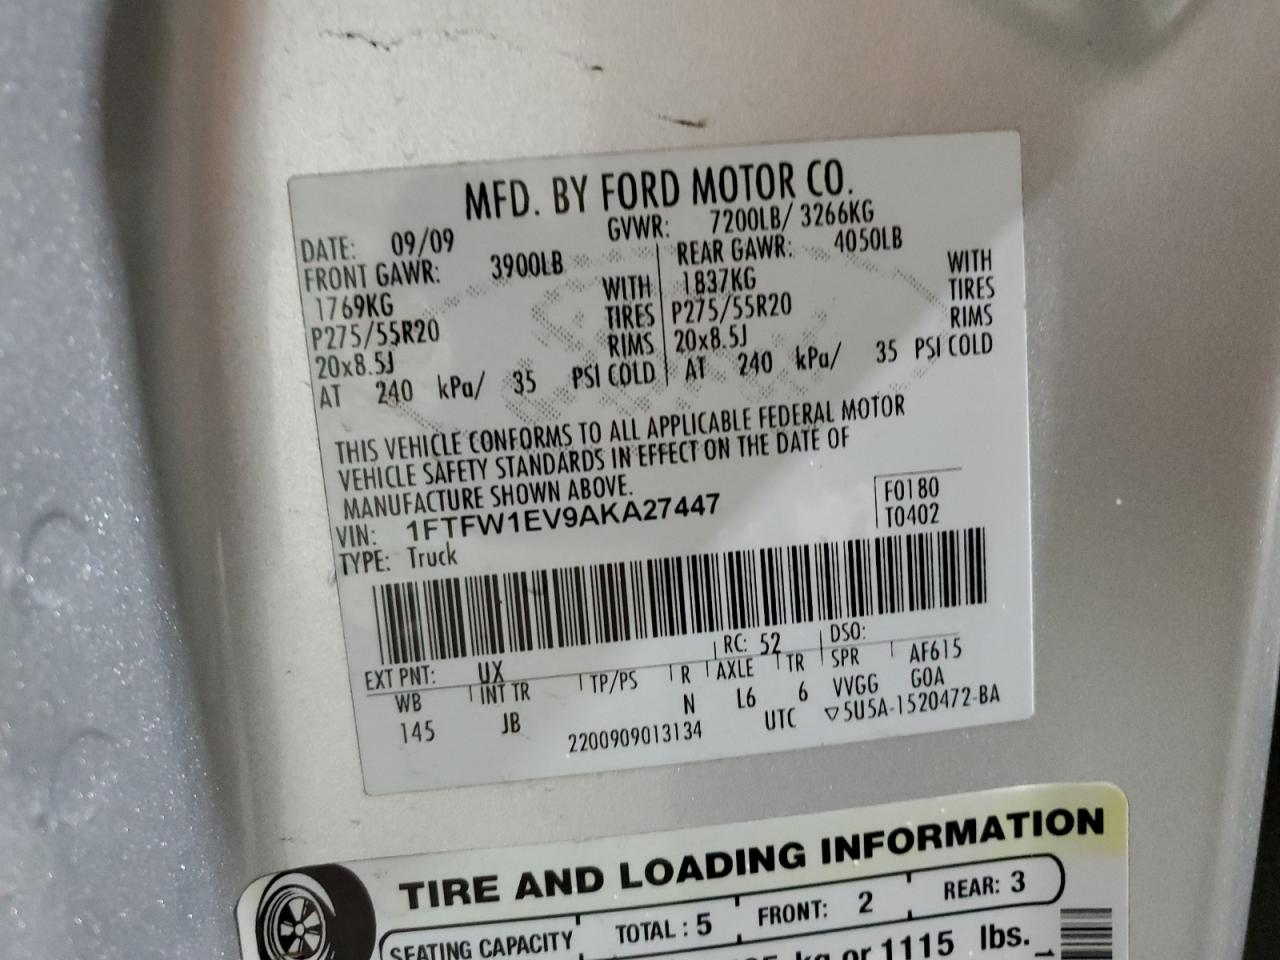 MFD. BY FORD MOTOR CO.
DATE: 09/09 GVWR: 7200LB/ 3266KG
FRONT GAWR: 3900LB REAR GAWR: 4050LB
1769KG WITH 1837KG WITH
P275/55R20 TIRES P275/55R20 TIRES
20x8.5J RIMS 20x8.5J RIMS
AT 240 kPa/ 35 PSI COLD AT 240 kPa/ 35 PSI COLD
THIS VEHICLE CONFORMS TO ALL APPLICABLE FEDERAL MOTOR
VEHICLE SAFETY STANDARDS IN EFFECT ON THE DATE OF
MANUFACTURE SHOWN ABOVE.
VIN: 1FTFW1EV9AKA27447 F0180
TYPE: Truck T0402
EXT PNT: UX RC: 52 DSO:
WB INT TR TP/PS R AXLE TR SPR AF615
145 JB N L6 6 VVGG GOA
2200909013134 UTC ▽5U5A-1520472-BA
TIRE AND LOADING INFORMATION
SEATING CAPACITY TOTAL: 5 FRONT: 2 REAR: 3
kg or 1115 lbs.